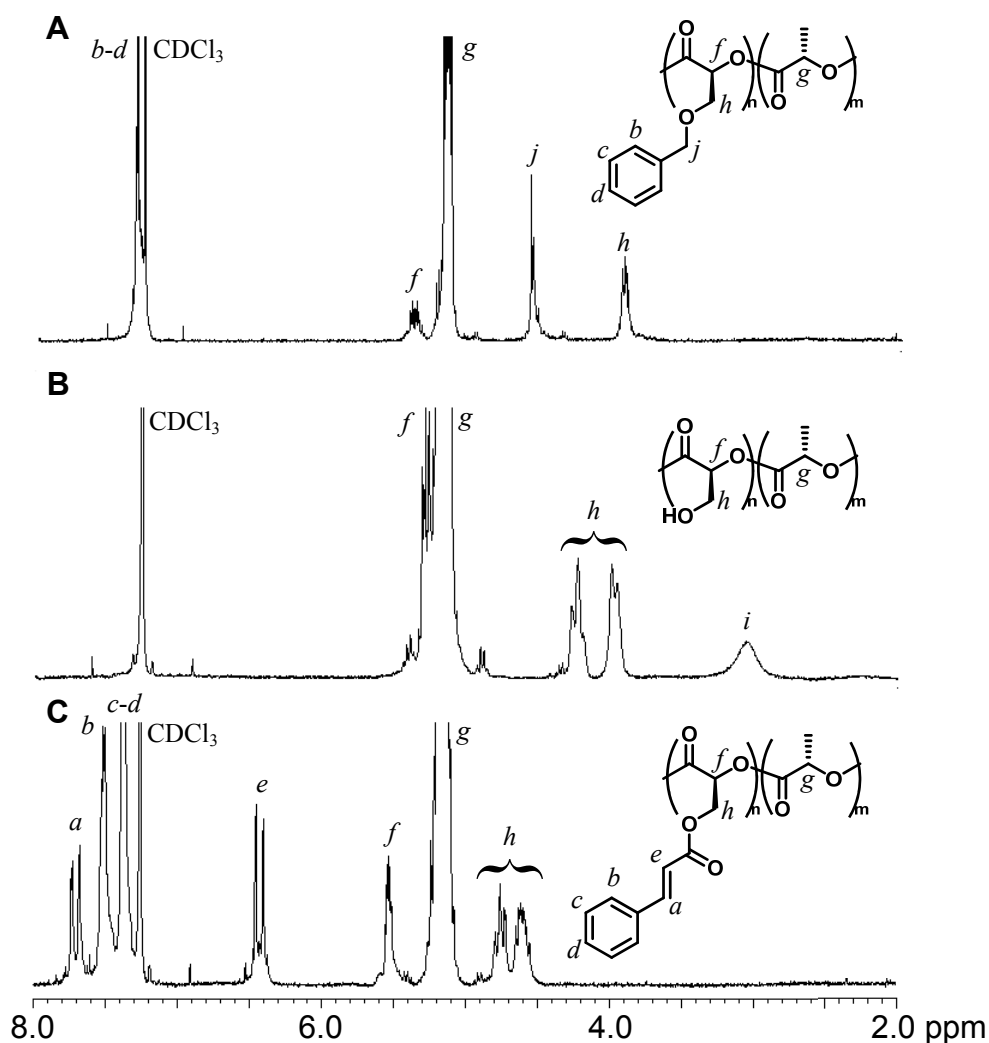 A
b-d CDCl₃ g
j
h
f
O f O g O O n m
h
O
b
c
d
j
B
CDCl₃ f g
h
i
O f O g O O n m
HO h
C
c-d
b
CDCl₃ g
a
e
f
h
O f O g O O n m
h
O
e O
b
c
a
d
8.0 6.0 4.0 2.0 ppm